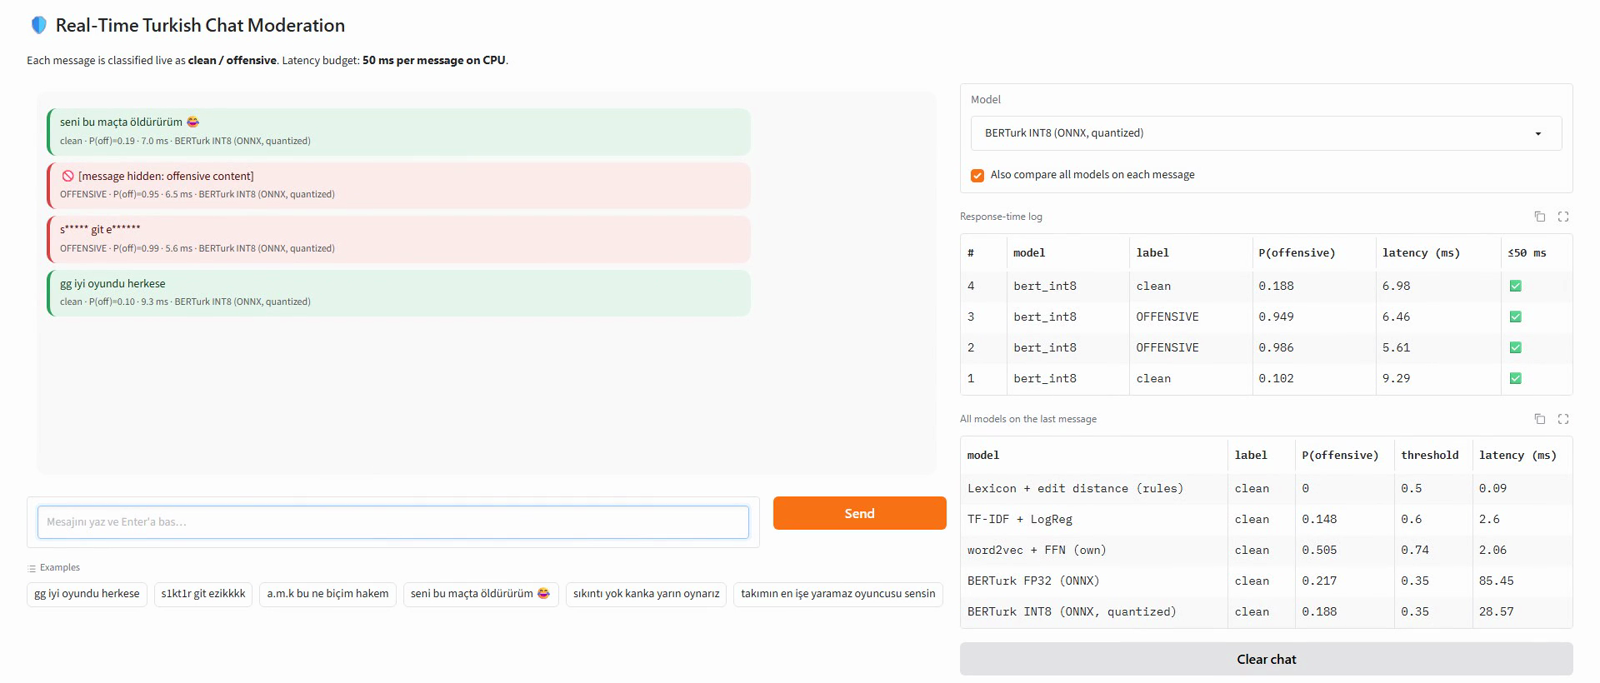 Real-Time Turkish Chat Moderation
Each message is classified live as clean / offensive. Latency budget: 50 ms per message on CPU.
seni bu maçta öldürürüm 😂
clean · P(off)=0.19 · 7.0 ms · BERTurk INT8 (ONNX, quantized)
🚫 [message hidden: offensive content]
OFFENSIVE · P(off)=0.95 · 6.5 ms · BERTurk INT8 (ONNX, quantized)
s***** git e******
OFFENSIVE · P(off)=0.99 · 5.6 ms · BERTurk INT8 (ONNX, quantized)
gg iyi oyundu herkese
clean · P(off)=0.10 · 9.3 ms · BERTurk INT8 (ONNX, quantized)
Mesajını yaz ve Enter'a bas...
Send
Examples
gg iyi oyundu herkese
s1kt1r git ezikkkk
a.m.k bu ne biçim hakem
seni bu maçta öldürürüm 😂
sıkıntı yok kanka yarın oynarız
takımın en işe yaramaz oyuncusu sensin
Model
BERTurk INT8 (ONNX, quantized)
Also compare all models on each message
Response-time log
# model label P(offensive) latency (ms) ≤50 ms
4 bert_int8 clean 0.188 6.98 ✅
3 bert_int8 OFFENSIVE 0.949 6.46 ✅
2 bert_int8 OFFENSIVE 0.986 5.61 ✅
1 bert_int8 clean 0.102 9.29 ✅
All models on the last message
model label P(offensive) threshold latency (ms)
Lexicon + edit distance (rules) clean 0 0.5 0.09
TF-IDF + LogReg clean 0.148 0.6 2.6
word2vec + FFN (own) clean 0.505 0.74 2.06
BERTurk FP32 (ONNX) clean 0.217 0.35 85.45
BERTurk INT8 (ONNX, quantized) clean 0.188 0.35 28.57
Clear chat